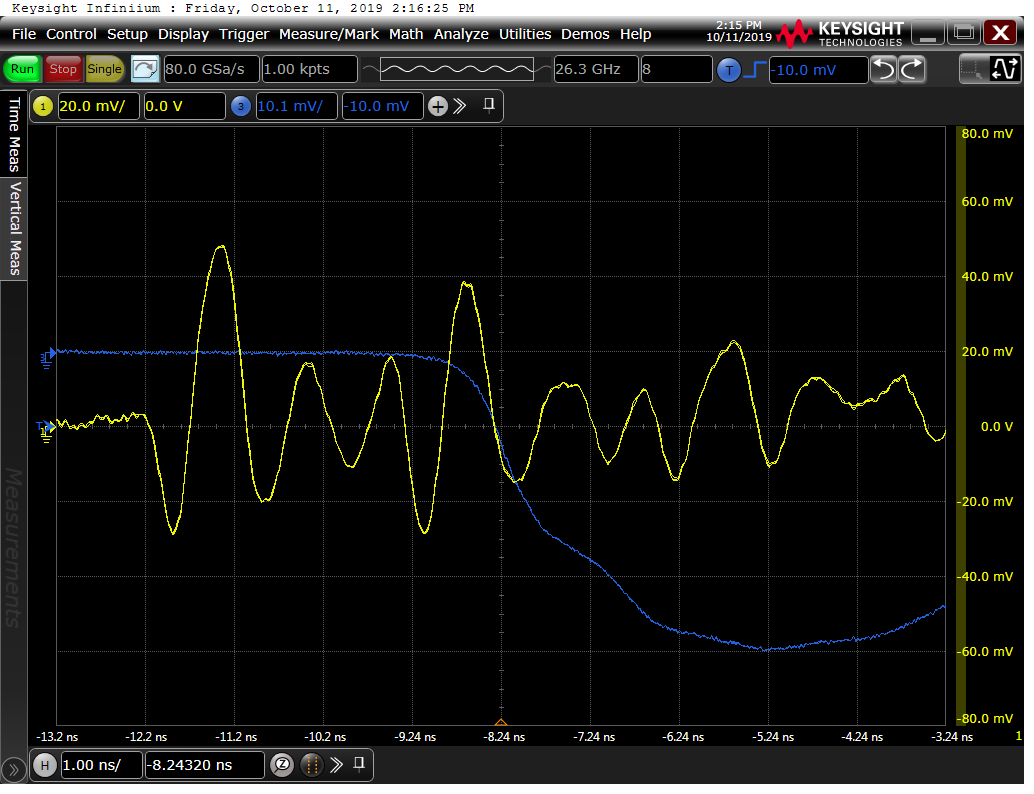 Keysight Infiniium : Friday, October 11, 2019 2:16:25 PM
File Control Setup Display Trigger Measure/Mark Math Analyze Utilities Demos Help
2:15 PM
10/11/2019
KEYSIGHT
TECHNOLOGIES
Run Stop Single 80.0 GSa/s 1.00 kpts 26.3 GHz 8 T -10.0 mV
1 20.0 mV/ 0.0 V 3 10.1 mV/ -10.0 mV
Time Meas
Vertical Meas
Measurements
80.0 mV
60.0 mV
40.0 mV
20.0 mV
0.0 V
-20.0 mV
-40.0 mV
-60.0 mV
-80.0 mV
T
-13.2 ns -12.2 ns -11.2 ns -10.2 ns -9.24 ns -8.24 ns -7.24 ns -6.24 ns -5.24 ns -4.24 ns -3.24 ns 1
H 1.00 ns/ -8.24320 ns Z